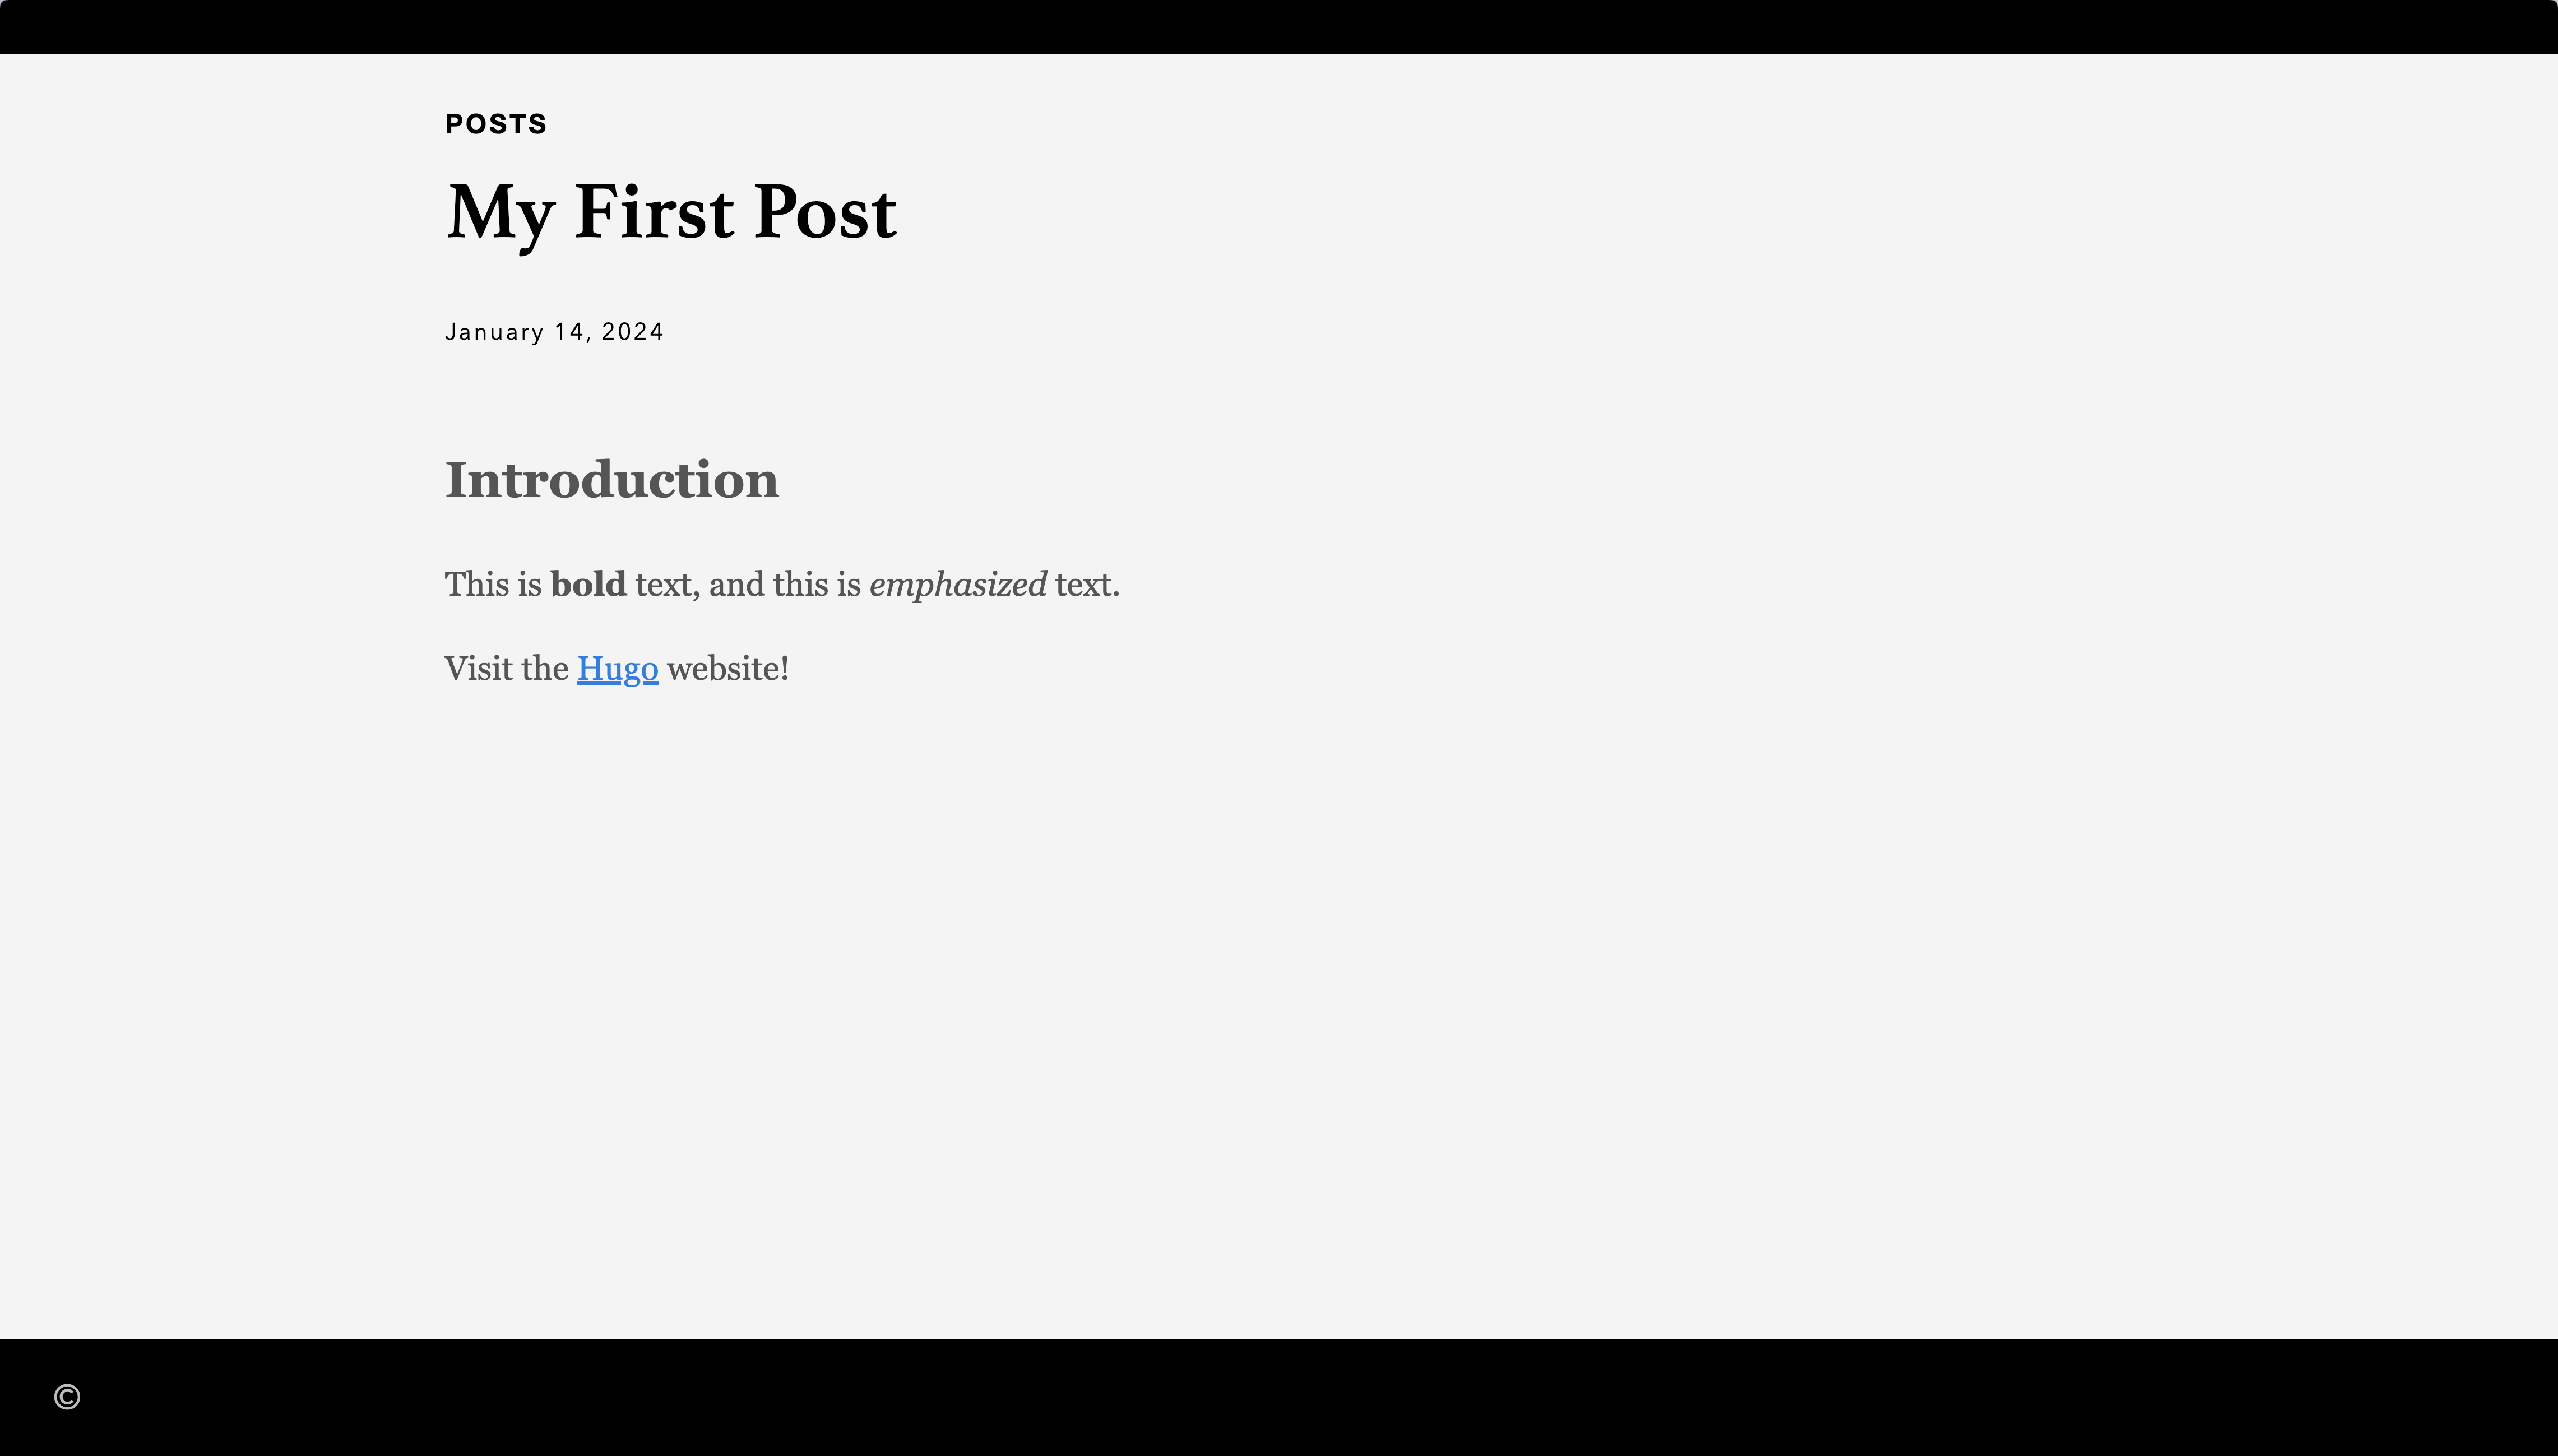 POSTS
My First Post
January 14, 2024
Introduction
This is bold text, and this is emphasized text.
Visit the Hugo website!
©